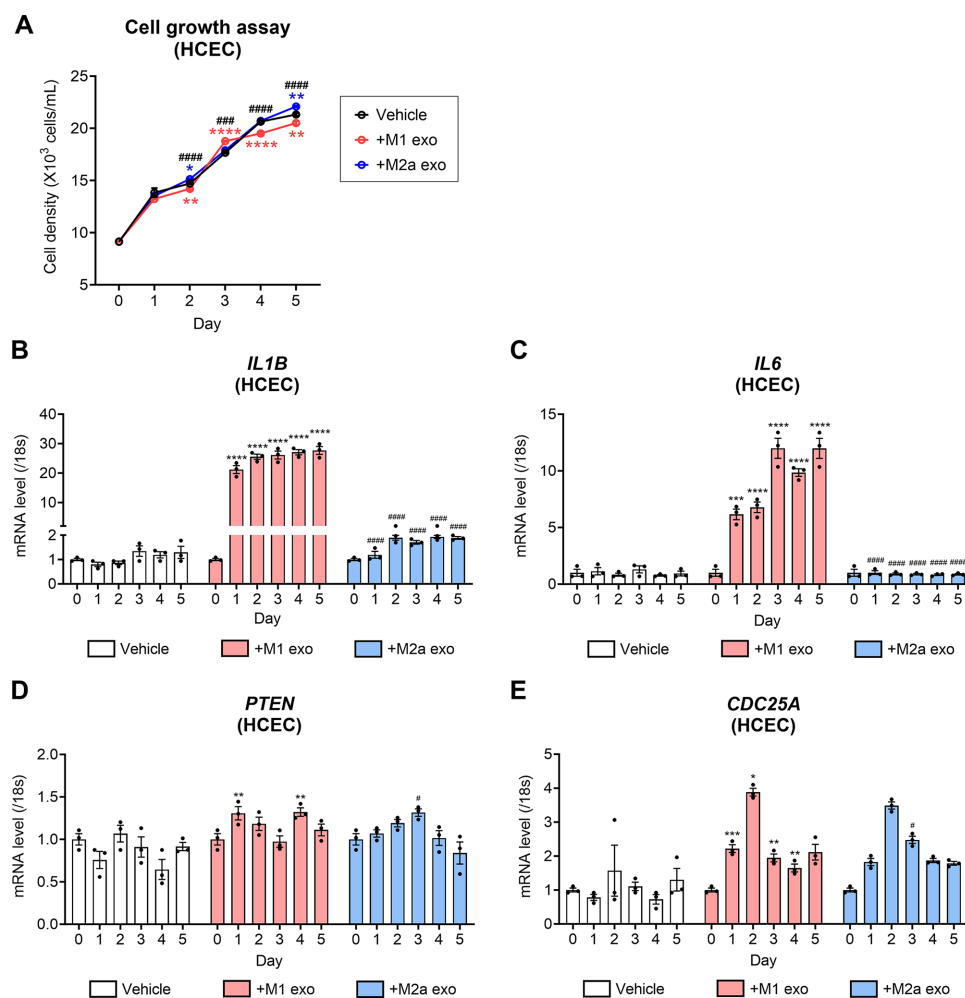 A
Cell growth assay
(HCEC)
Cell density (X10³ cells/mL)
25
20
15
10
5
####
*
**
###
****
####
****
####
**
**
0 1 2 3 4 5
Day
Vehicle
+M1 exo
+M2a exo
B
IL1B
(HCEC)
mRNA level (/18s)
40
30
20
10
2
1
0
**** **** **** **** ****
#### #### #### #### ####
0 1 2 3 4 5 0 1 2 3 4 5 0 1 2 3 4 5
Day
Vehicle +M1 exo +M2a exo
C
IL6
(HCEC)
mRNA level (/18s)
15
10
5
0
*** **** **** **** ****
#### #### #### #### ####
0 1 2 3 4 5 0 1 2 3 4 5 0 1 2 3 4 5
Day
Vehicle +M1 exo +M2a exo
D
PTEN
(HCEC)
mRNA level (/18s)
2.0
1.5
1.0
0.5
0.0
** ** #
0 1 2 3 4 5 0 1 2 3 4 5 0 1 2 3 4 5
Day
Vehicle +M1 exo +M2a exo
E
CDC25A
(HCEC)
mRNA level (/18s)
5
4
3
2
1
0
*** * ** ** #
0 1 2 3 4 5 0 1 2 3 4 5 0 1 2 3 4 5
Day
Vehicle +M1 exo +M2a exo